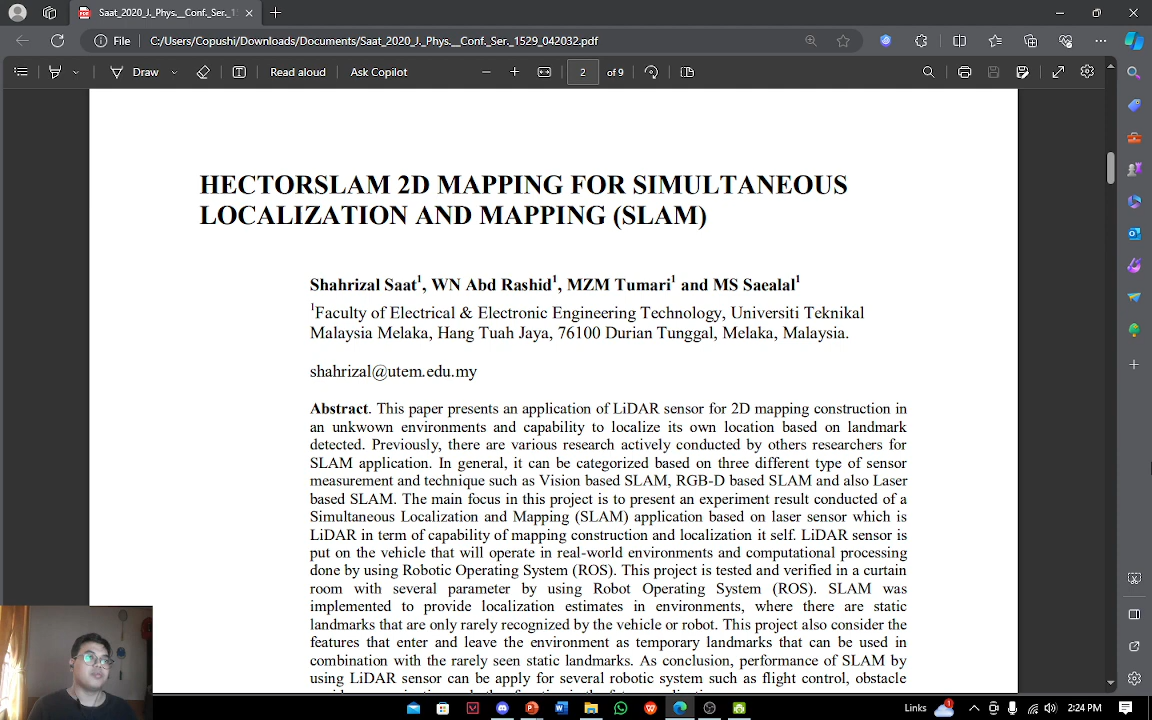 Saat_2020_J._Phys.__Conf._Ser._1
File C:/Users/Copushi/Downloads/Documents/Saat_2020_J._Phys.__Conf._Ser._1529_042032.pdf
Draw Read aloud Ask Copilot 2 of 9
HECTORSLAM 2D MAPPING FOR SIMULTANEOUS
LOCALIZATION AND MAPPING (SLAM)
Shahrizal Saat1, WN Abd Rashid1, MZM Tumari1 and MS Saealal1
1Faculty of Electrical & Electronic Engineering Technology, Universiti Teknikal
Malaysia Melaka, Hang Tuah Jaya, 76100 Durian Tunggal, Melaka, Malaysia.
shahrizal@utem.edu.my
Abstract. This paper presents an application of LiDAR sensor for 2D mapping construction in
an unkwown environments and capability to localize its own location based on landmark
detected. Previously, there are various research actively conducted by others researchers for
SLAM application. In general, it can be categorized based on three different type of sensor
measurement and technique such as Vision based SLAM, RGB-D based SLAM and also Laser
based SLAM. The main focus in this project is to present an experiment result conducted of a
Simultaneous Localization and Mapping (SLAM) application based on laser sensor which is
LiDAR in term of capability of mapping construction and localization it self. LiDAR sensor is
put on the vehicle that will operate in real-world environments and computational processing
done by using Robotic Operating System (ROS). This project is tested and verified in a curtain
room with several parameter by using Robot Operating System (ROS). SLAM was
implemented to provide localization estimates in environments, where there are static
landmarks that are only rarely recognized by the vehicle or robot. This project also consider the
features that enter and leave the environment as temporary landmarks that can be used in
combination with the rarely seen static landmarks. As conclusion, performance of SLAM by
using LiDAR sensor can be apply for several robotic system such as flight control, obstacle
Links 2:24 PM